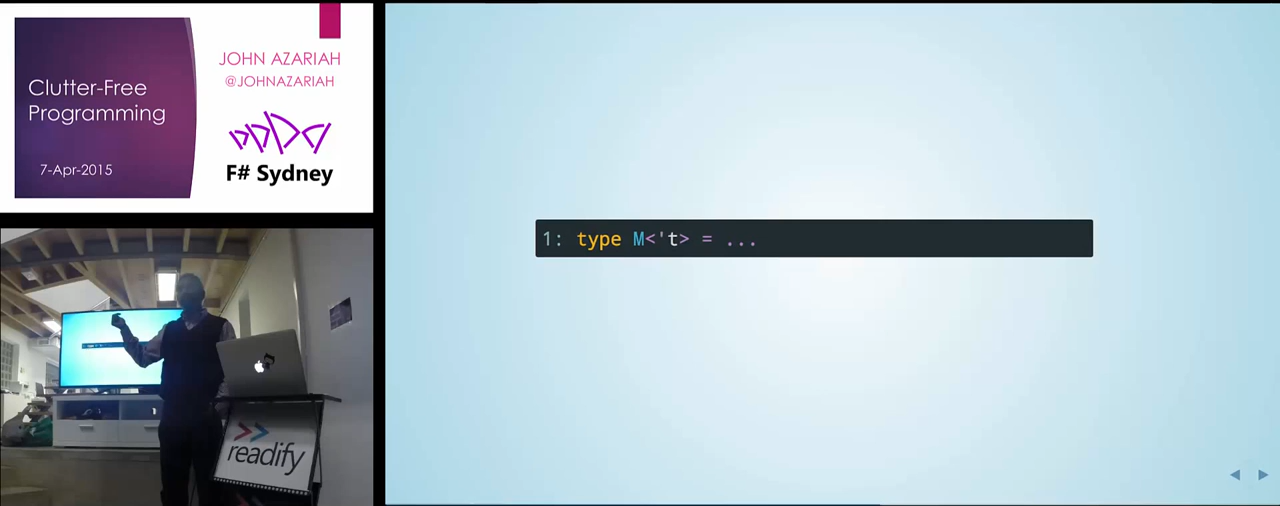 Clutter-Free
Programming
7-Apr-2015
JOHN AZARIAH
@JOHNAZARIAH
F# Sydney
readify
1: type M<'t> = ...